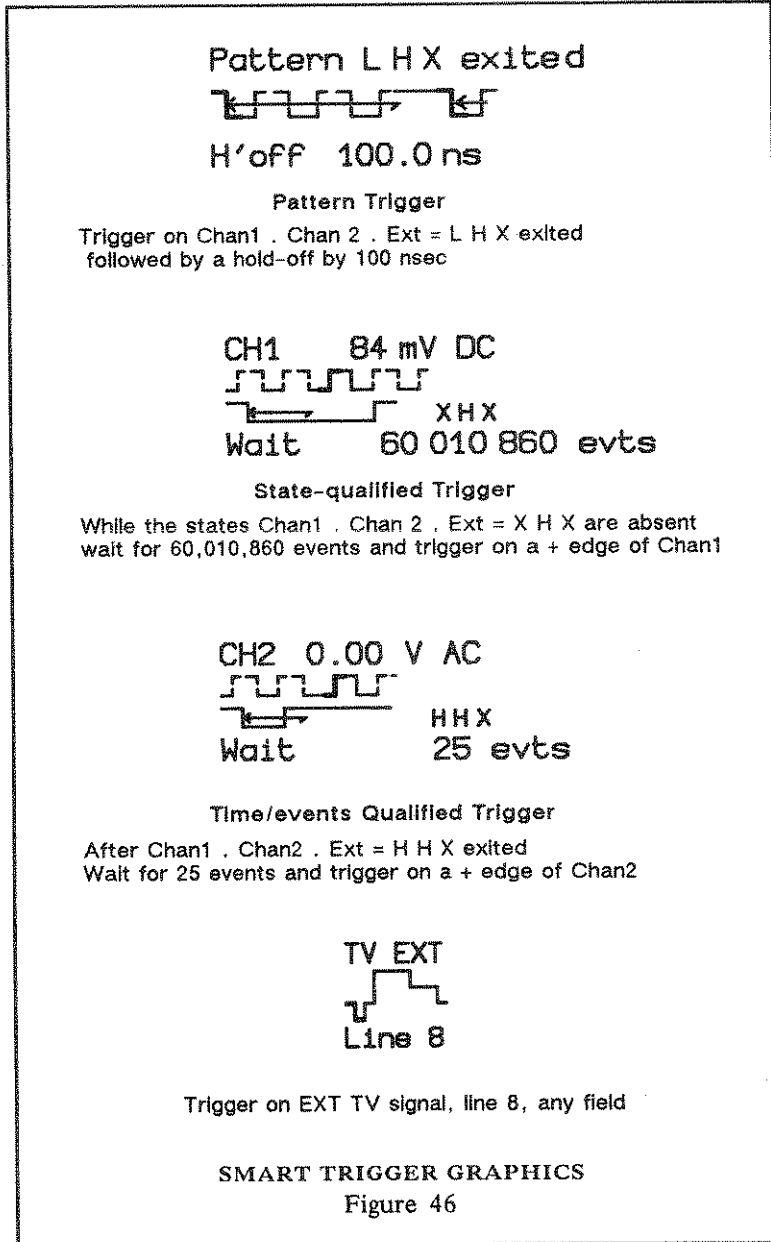 Pattern L H X exited
H'off 100.0 ns
Pattern Trigger
Trigger on Chan1 . Chan 2 . Ext = L H X exited
followed by a hold-off by 100 nsec
CH1 84 mV DC
X H X
Wait 60 010 860 evts
State-qualified Trigger
While the states Chan1 . Chan 2 . Ext = X H X are absent
wait for 60,010,860 events and trigger on a + edge of Chan1
CH2 0.00 V AC
H H X
Wait 25 evts
Time/events Qualified Trigger
After Chan1 . Chan2 . Ext = H H X exited
Wait for 25 events and trigger on a + edge of Chan2
TV EXT
Line 8
Trigger on EXT TV signal, line 8, any field
SMART TRIGGER GRAPHICS
Figure 46